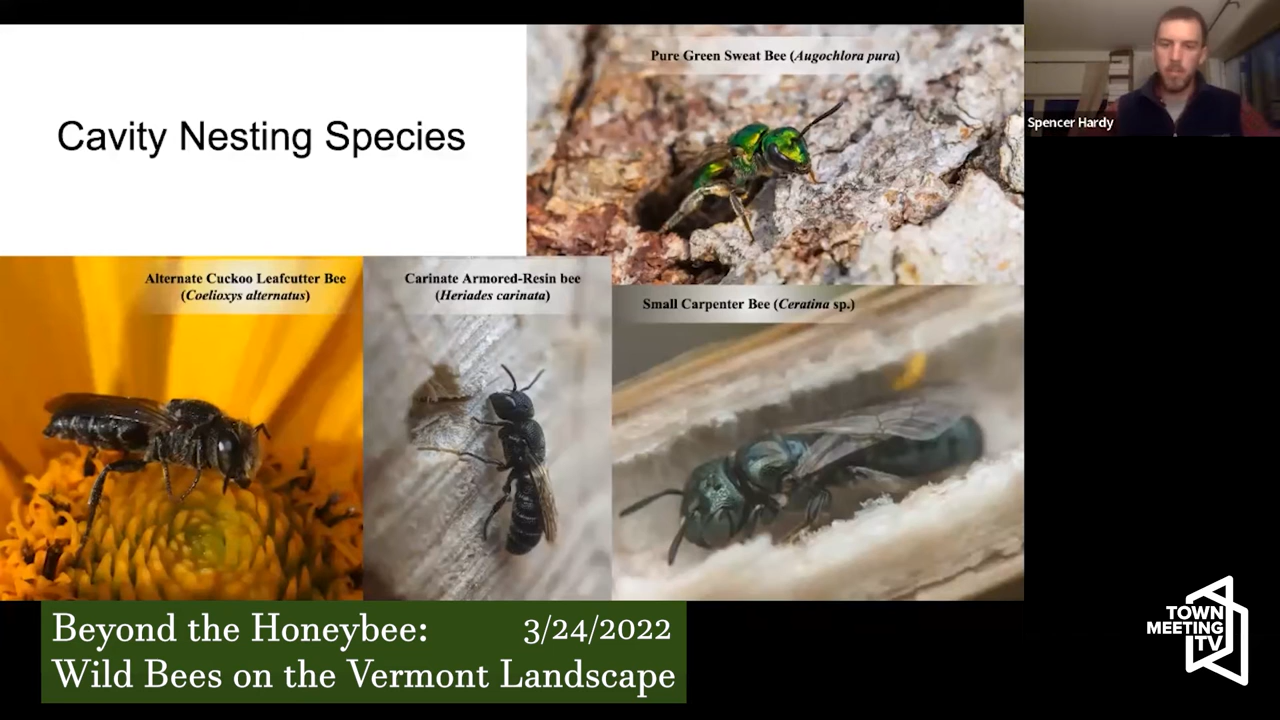 Cavity Nesting Species
Pure Green Sweat Bee (Augochlora pura)
Spencer Hardy
Alternate Cuckoo Leafcutter Bee
(Coelioxys alternatus)
Carinate Armored-Resin bee
(Heriades carinata)
Small Carpenter Bee (Ceratina sp.)
Beyond the Honeybee: 3/24/2022
Wild Bees on the Vermont Landscape
TOWN
MEETING
TV